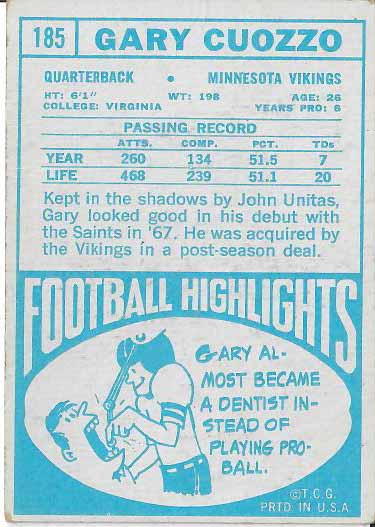 185 GARY CUOZZO
QUARTERBACK • MINNESOTA VIKINGS
HT: 6'1" WT: 198 AGE: 26
COLLEGE: VIRGINIA YEARS PRO: 6
PASSING RECORD
ATTS. COMP. PCT. TDs
YEAR 260 134 51.5 7
LIFE 468 239 51.1 20
Kept in the shadows by John Unitas,
Gary looked good in his debut with
the Saints in '67. He was acquired by
the Vikings in a post-season deal.
FOOTBALL HIGHLIGHTS
GARY AL-
MOST BECAME
A DENTIST IN-
STEAD OF
PLAYING PRO-
BALL.
©T.C.G.
PRTD IN U.S.A